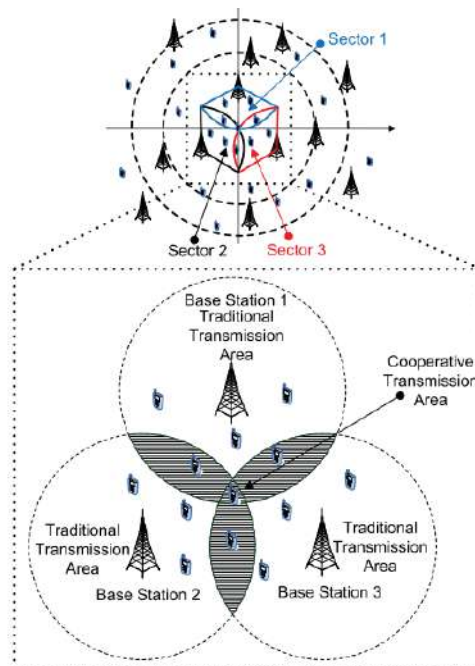 Sector 1
Sector 2
Sector 3
Base Station 1
Traditional
Transmission
Area
Cooperative
Transmission
Area
Traditional
Transmission
Area
Base Station 2
Traditional
Transmission
Area
Base Station 3